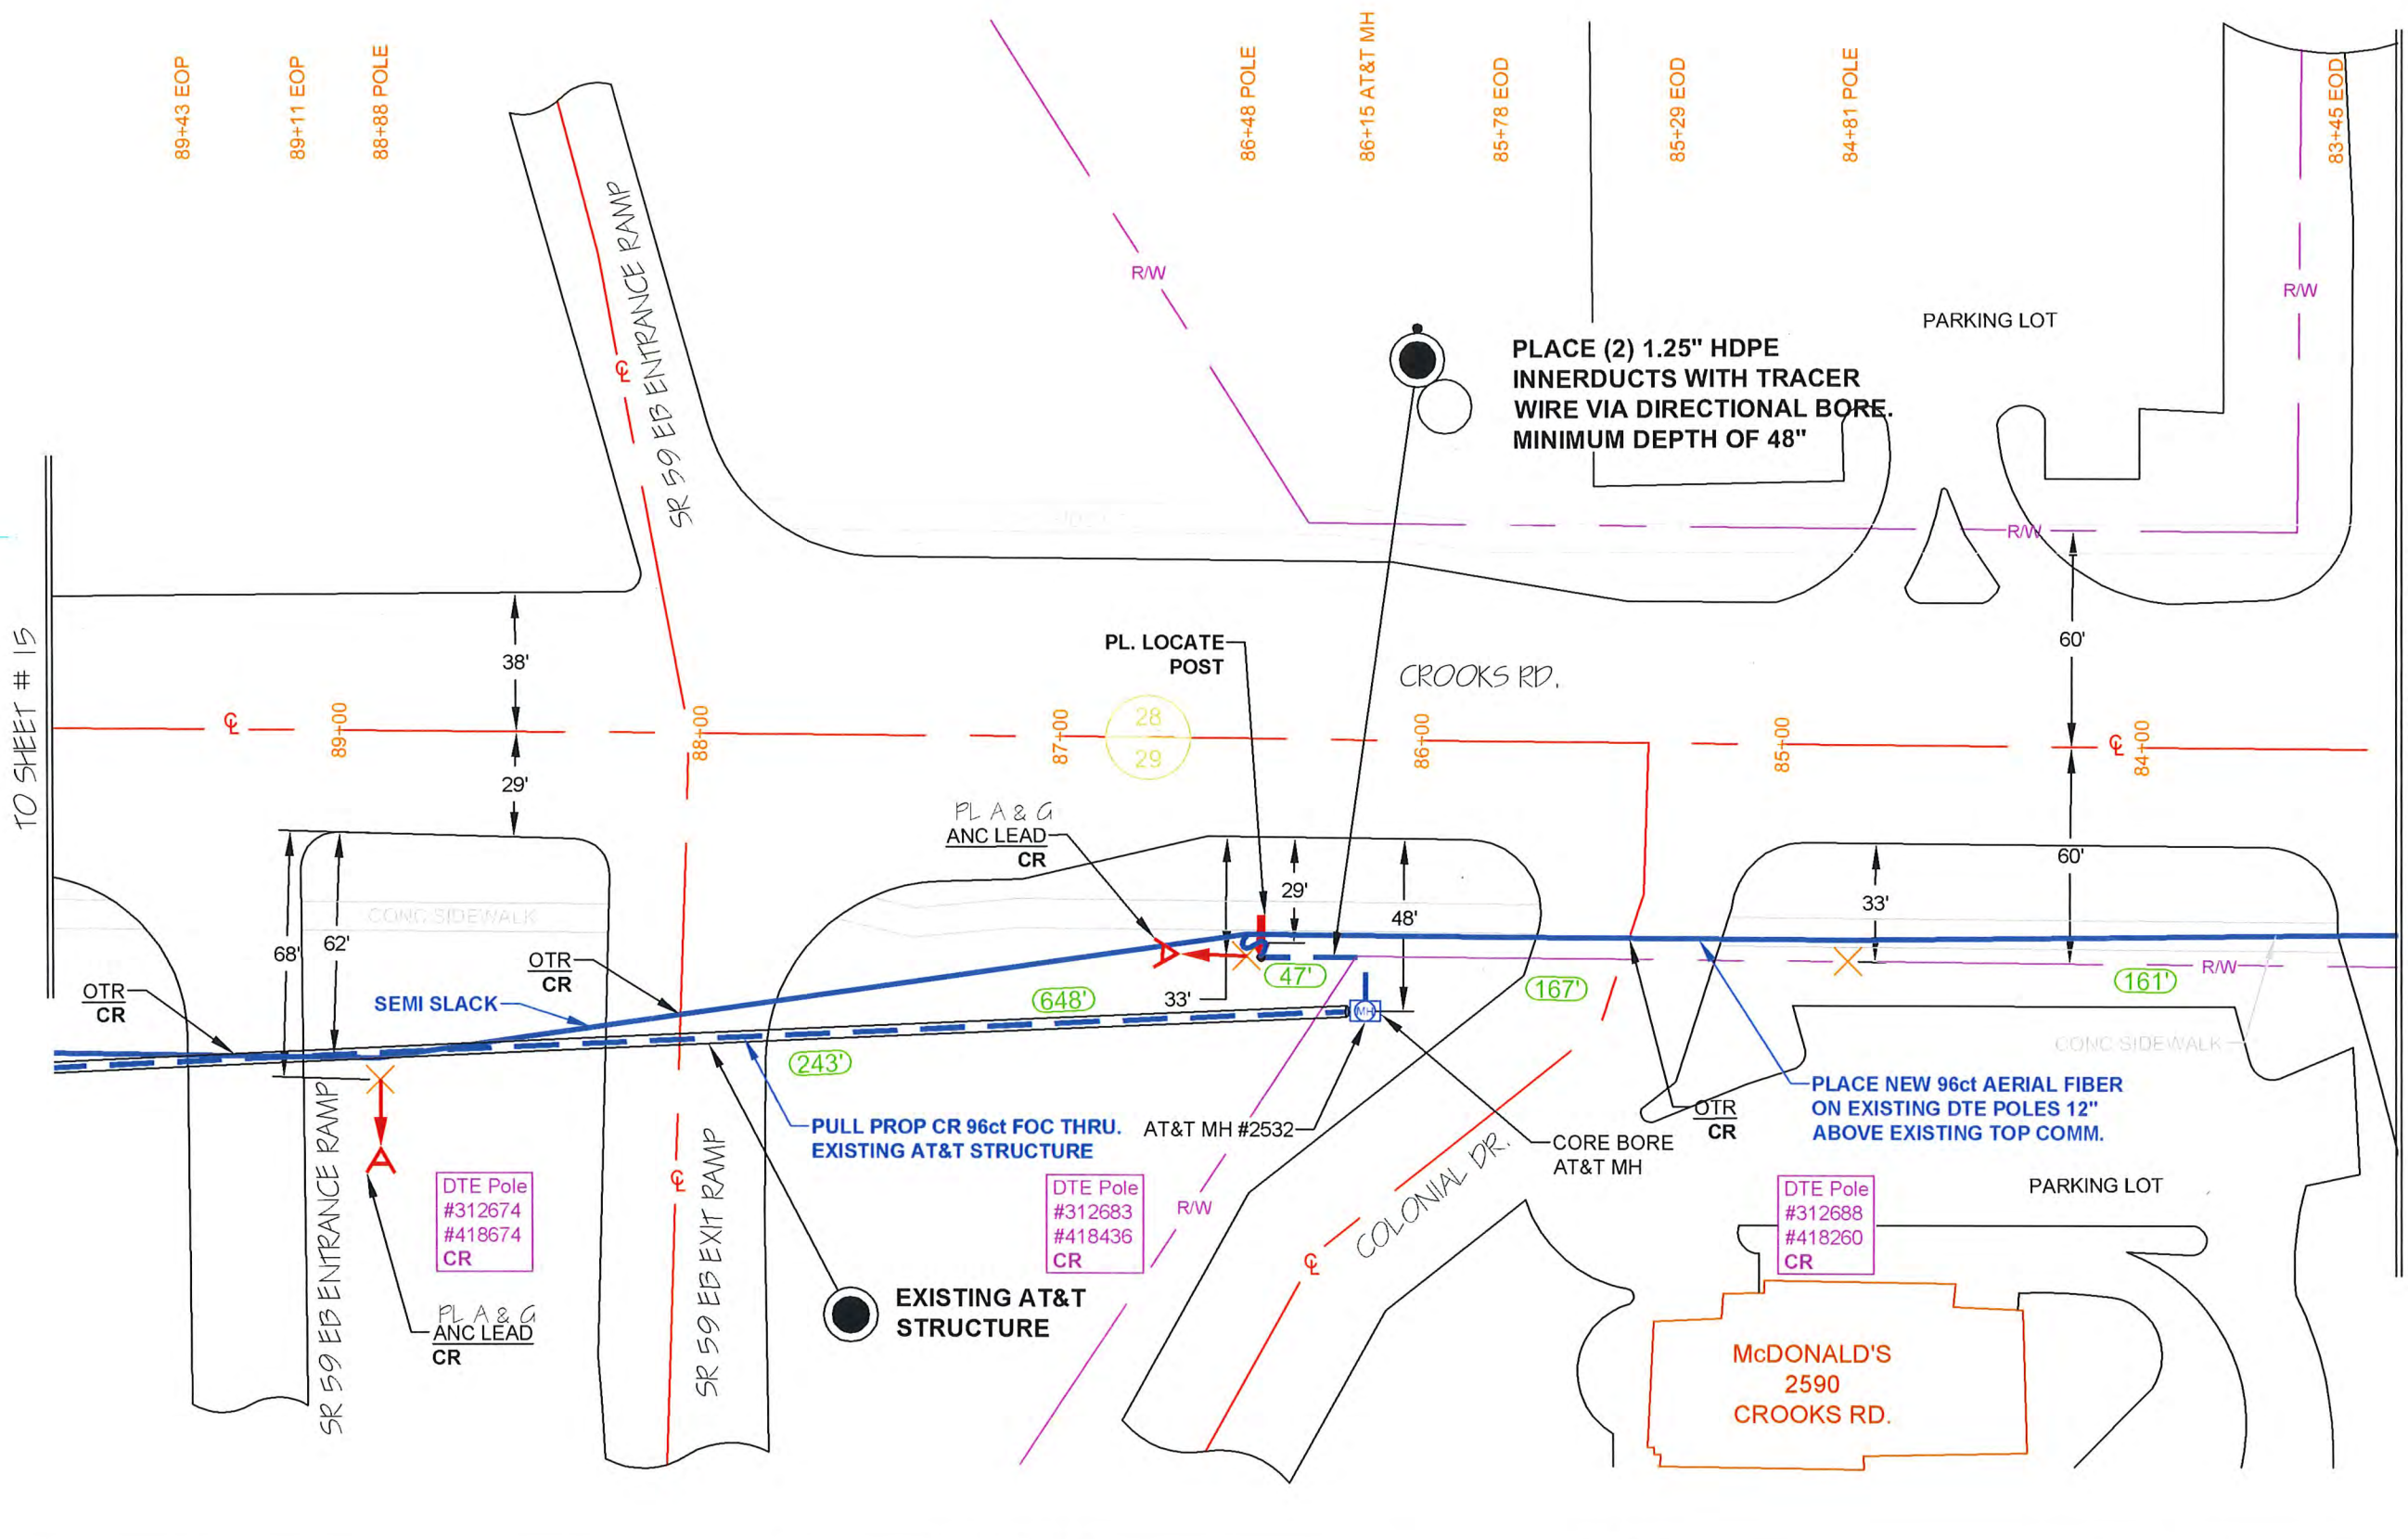 89+43 EOP
89+11 EOP
88+88 POLE
86+48 POLE
86+15 AT&T MH
85+78 EOD
85+29 EOD
84+81 POLE
83+45 EOD
SR 59 EB ENTRANCE RAMP
℄
R/W
R/W
PARKING LOT
PLACE (2) 1.25" HDPE
INNERDUCTS WITH TRACER
WIRE VIA DIRECTIONAL BORE.
MINIMUM DEPTH OF 48"
R/W
TO SHEET # 15
38'
60'
PL. LOCATE
POST
CROOKS RD.
℄
89+00
88+00
87+00
28
29
86+00
85+00
℄
84+00
29'
60'
PL A & G
ANC LEAD
CR
CONC SIDEWALK
68'
62'
29'
48'
33'
33'
OTR
CR
OTR
CR
SEMI SLACK
648'
47'
167'
161'
R/W
243'
MH
CONC SIDEWALK
PULL PROP CR 96ct FOC THRU.
EXISTING AT&T STRUCTURE
AT&T MH #2532
CORE BORE
AT&T MH
OTR
CR
PLACE NEW 96ct AERIAL FIBER
ON EXISTING DTE POLES 12"
ABOVE EXISTING TOP COMM.
SR 59 EB ENTRANCE RAMP
DTE Pole
#312674
#418674
CR
℄
SR 59 EB EXIT RAMP
DTE Pole
#312683
#418436
CR
R/W
COLONIAL DR.
℄
DTE Pole
#312688
#418260
CR
PARKING LOT
PL A & G
ANC LEAD
CR
EXISTING AT&T
STRUCTURE
McDONALD'S
2590
CROOKS RD.